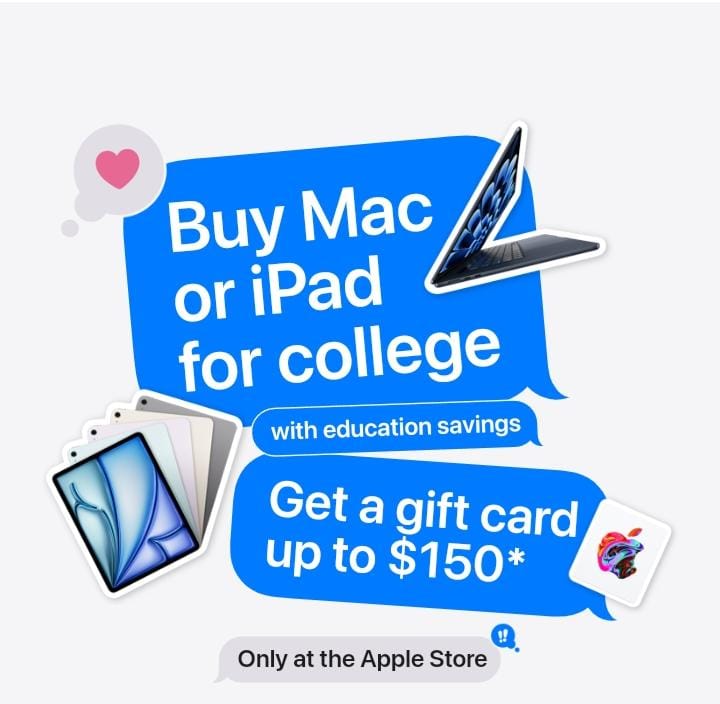 Buy Mac
or iPad
for college
with education savings
Get a gift card
up to $150*
!!
Only at the Apple Store